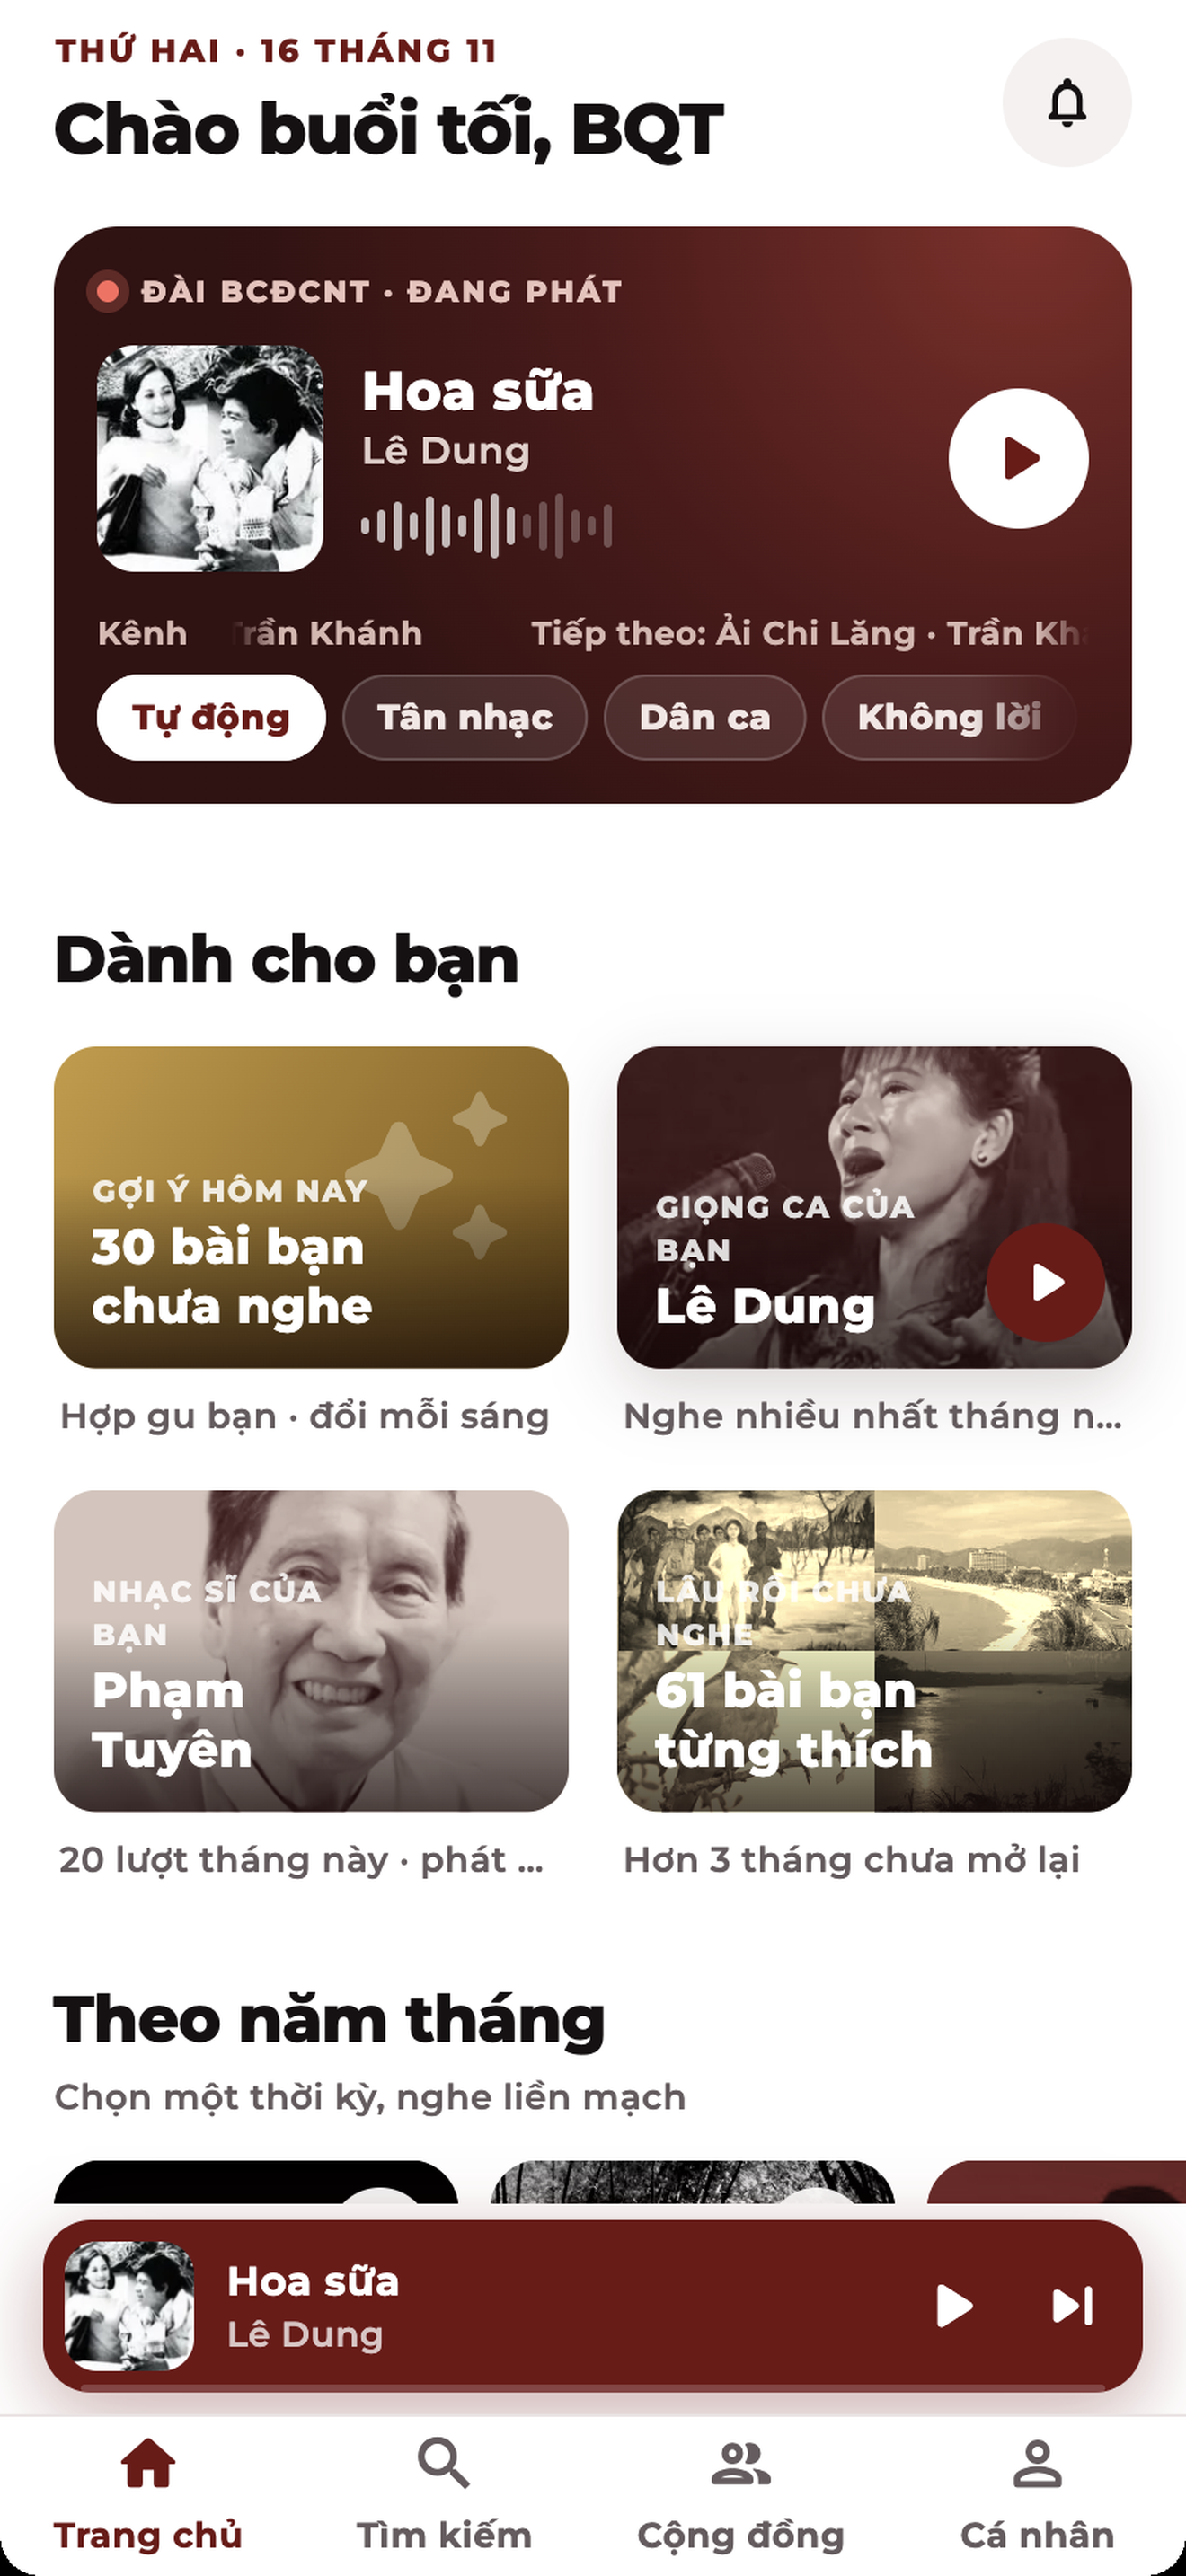 THỨ HAI · 16 THÁNG 11
Chào buổi tối, BQT
ĐÀI BCĐCNT · ĐANG PHÁT
Hoa sữa
Lê Dung
Kênh Trần Khánh Tiếp theo: Ải Chi Lăng · Trần Kh
Tự động Tân nhạc Dân ca Không lời
Dành cho bạn
GỢI Ý HÔM NAY
30 bài bạn
chưa nghe
Hợp gu bạn · đổi mỗi sáng
GIỌNG CA CỦA
BẠN
Lê Dung
Nghe nhiều nhất tháng n...
NHẠC SĨ CỦA
BẠN
Phạm
Tuyên
20 lượt tháng này · phát ...
LÂU RỒI CHƯA
NGHE
61 bài bạn
từng thích
Hơn 3 tháng chưa mở lại
Theo năm tháng
Chọn một thời kỳ, nghe liền mạch
Hoa sữa
Lê Dung
Trang chủ Tìm kiếm Cộng đồng Cá nhân